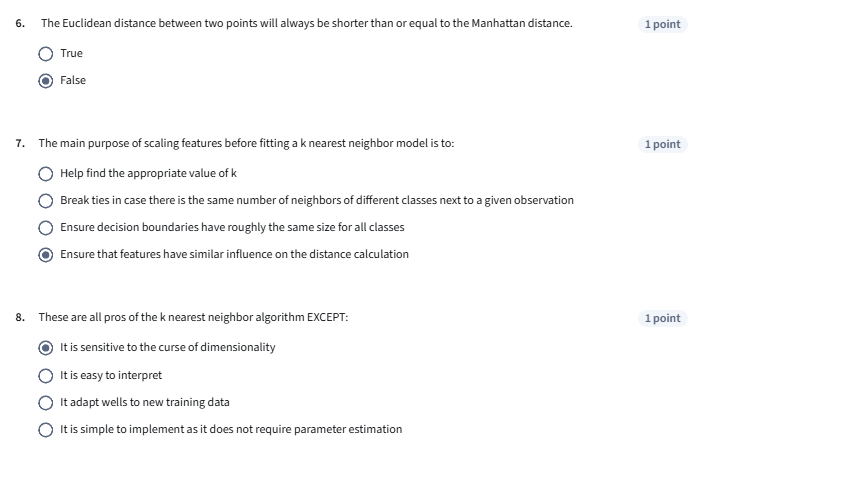 6. The Euclidean distance between two points will always be shorter than or equal to the Manhattan distance. 1 point
True
False
7. The main purpose of scaling features before fitting a k nearest neighbor model is to: 1 point
Help find the appropriate value of k
Break ties in case there is the same number of neighbors of different classes next to a given observation
Ensure decision boundaries have roughly the same size for all classes
Ensure that features have similar influence on the distance calculation
8. These are all pros of the k nearest neighbor algorithm EXCEPT: 1 point
It is sensitive to the curse of dimensionality
It is easy to interpret
It adapt wells to new training data
It is simple to implement as it does not require parameter estimation